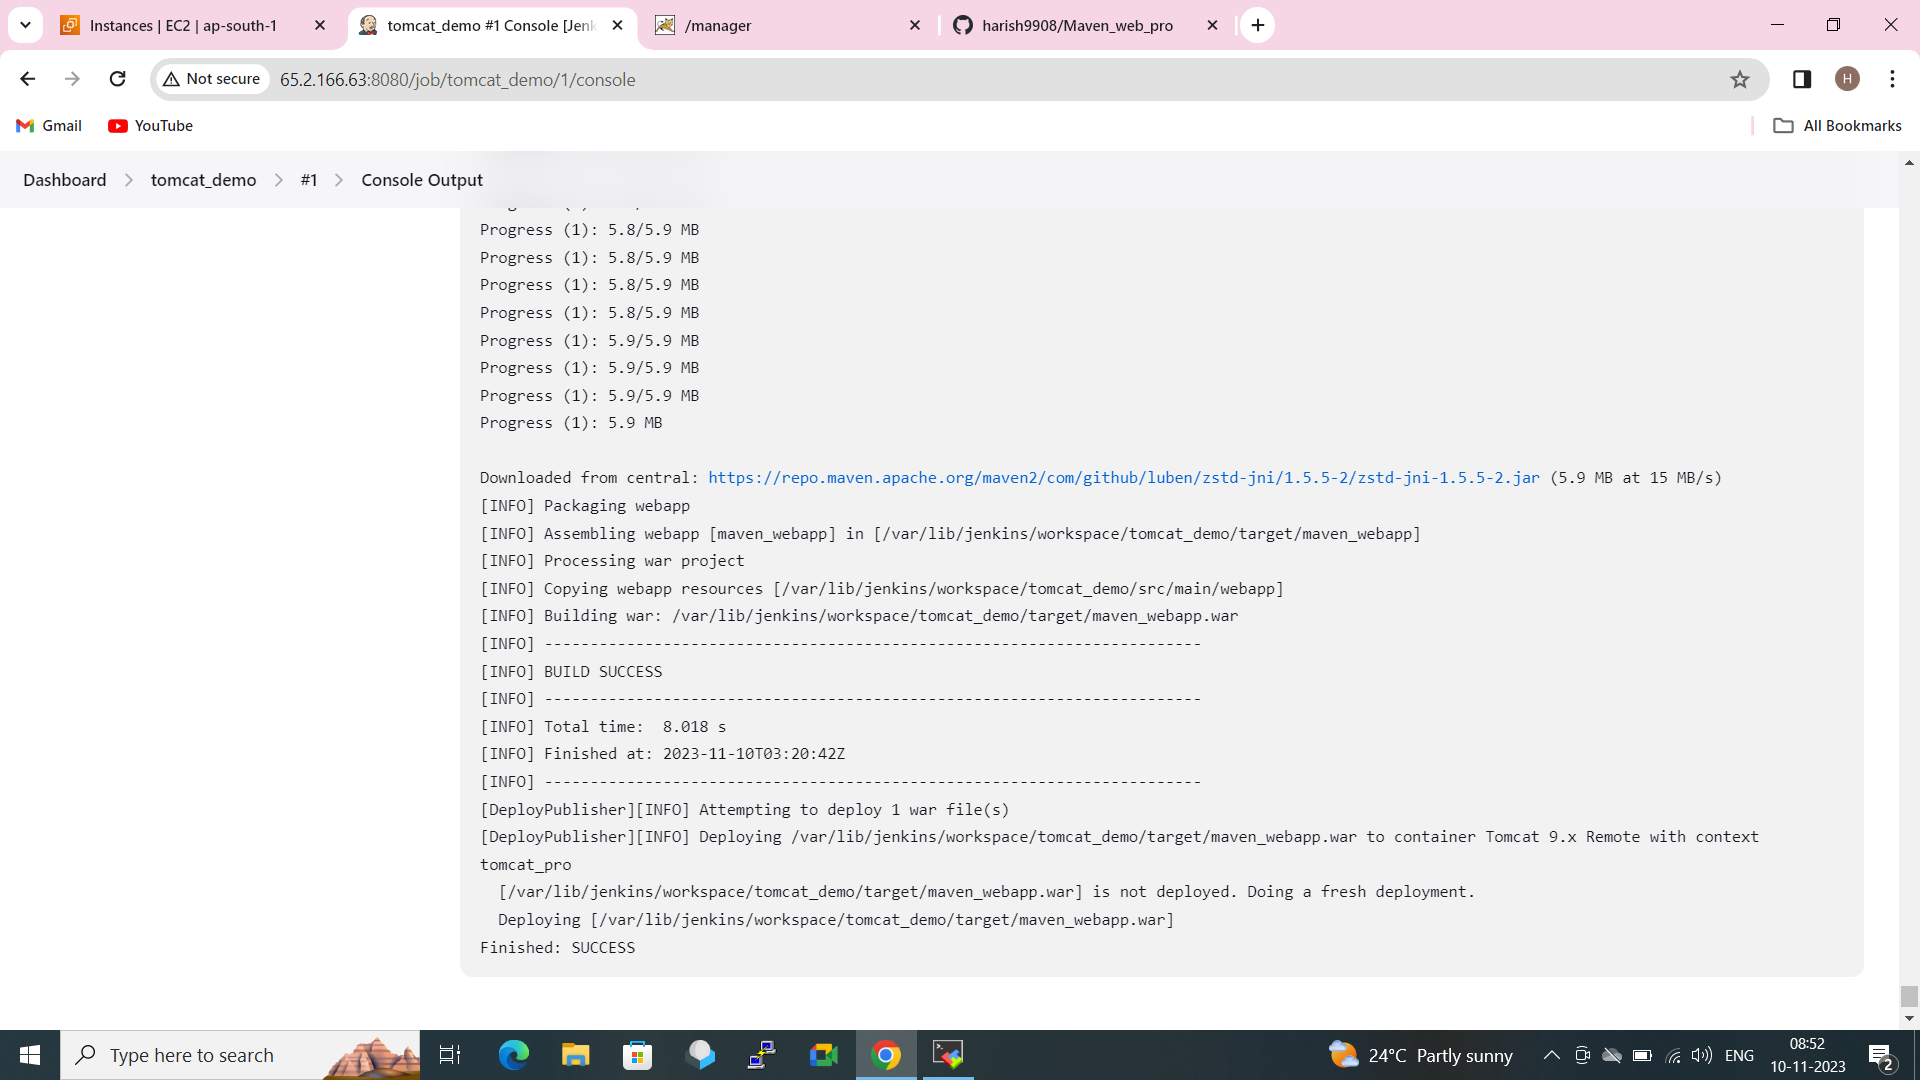 Instances | EC2 | ap-south-1
tomcat_demo #1 Console [Jenk
/manager
harish9908/Maven_web_pro
Not secure
65.2.166.63:8080/job/tomcat_demo/1/console
H
Gmail
YouTube
All Bookmarks
Dashboard
tomcat_demo
#1
Console Output
Progress (1): 5.8/5.9 MB
Progress (1): 5.8/5.9 MB
Progress (1): 5.8/5.9 MB
Progress (1): 5.8/5.9 MB
Progress (1): 5.9/5.9 MB
Progress (1): 5.9/5.9 MB
Progress (1): 5.9/5.9 MB
Progress (1): 5.9 MB
Downloaded from central: https://repo.maven.apache.org/maven2/com/github/luben/zstd-jni/1.5.5-2/zstd-jni-1.5.5-2.jar (5.9 MB at 15 MB/s)
[INFO] Packaging webapp
[INFO] Assembling webapp [maven_webapp] in [/var/lib/jenkins/workspace/tomcat_demo/target/maven_webapp]
[INFO] Processing war project
[INFO] Copying webapp resources [/var/lib/jenkins/workspace/tomcat_demo/src/main/webapp]
[INFO] Building war: /var/lib/jenkins/workspace/tomcat_demo/target/maven_webapp.war
[INFO] ------------------------------------------------------------------------
[INFO] BUILD SUCCESS
[INFO] ------------------------------------------------------------------------
[INFO] Total time:  8.018 s
[INFO] Finished at: 2023-11-10T03:20:42Z
[INFO] ------------------------------------------------------------------------
[DeployPublisher][INFO] Attempting to deploy 1 war file(s)
[DeployPublisher][INFO] Deploying /var/lib/jenkins/workspace/tomcat_demo/target/maven_webapp.war to container Tomcat 9.x Remote with context
tomcat_pro
[/var/lib/jenkins/workspace/tomcat_demo/target/maven_webapp.war] is not deployed. Doing a fresh deployment.
Deploying [/var/lib/jenkins/workspace/tomcat_demo/target/maven_webapp.war]
Finished: SUCCESS
Type here to search
24°C Partly sunny
ENG
08:52
10-11-2023
2